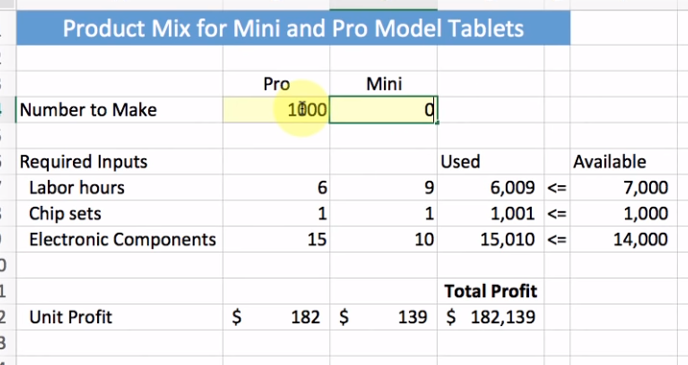 Product Mix for Mini and Pro Model Tablets
Pro Mini
Number to Make 1000 0
Required Inputs Used Available
Labor hours 6 9 6,009 <= 7,000
Chip sets 1 1 1,001 <= 1,000
Electronic Components 15 10 15,010 <= 14,000
Total Profit
Unit Profit $ 182 $ 139 $ 182,139